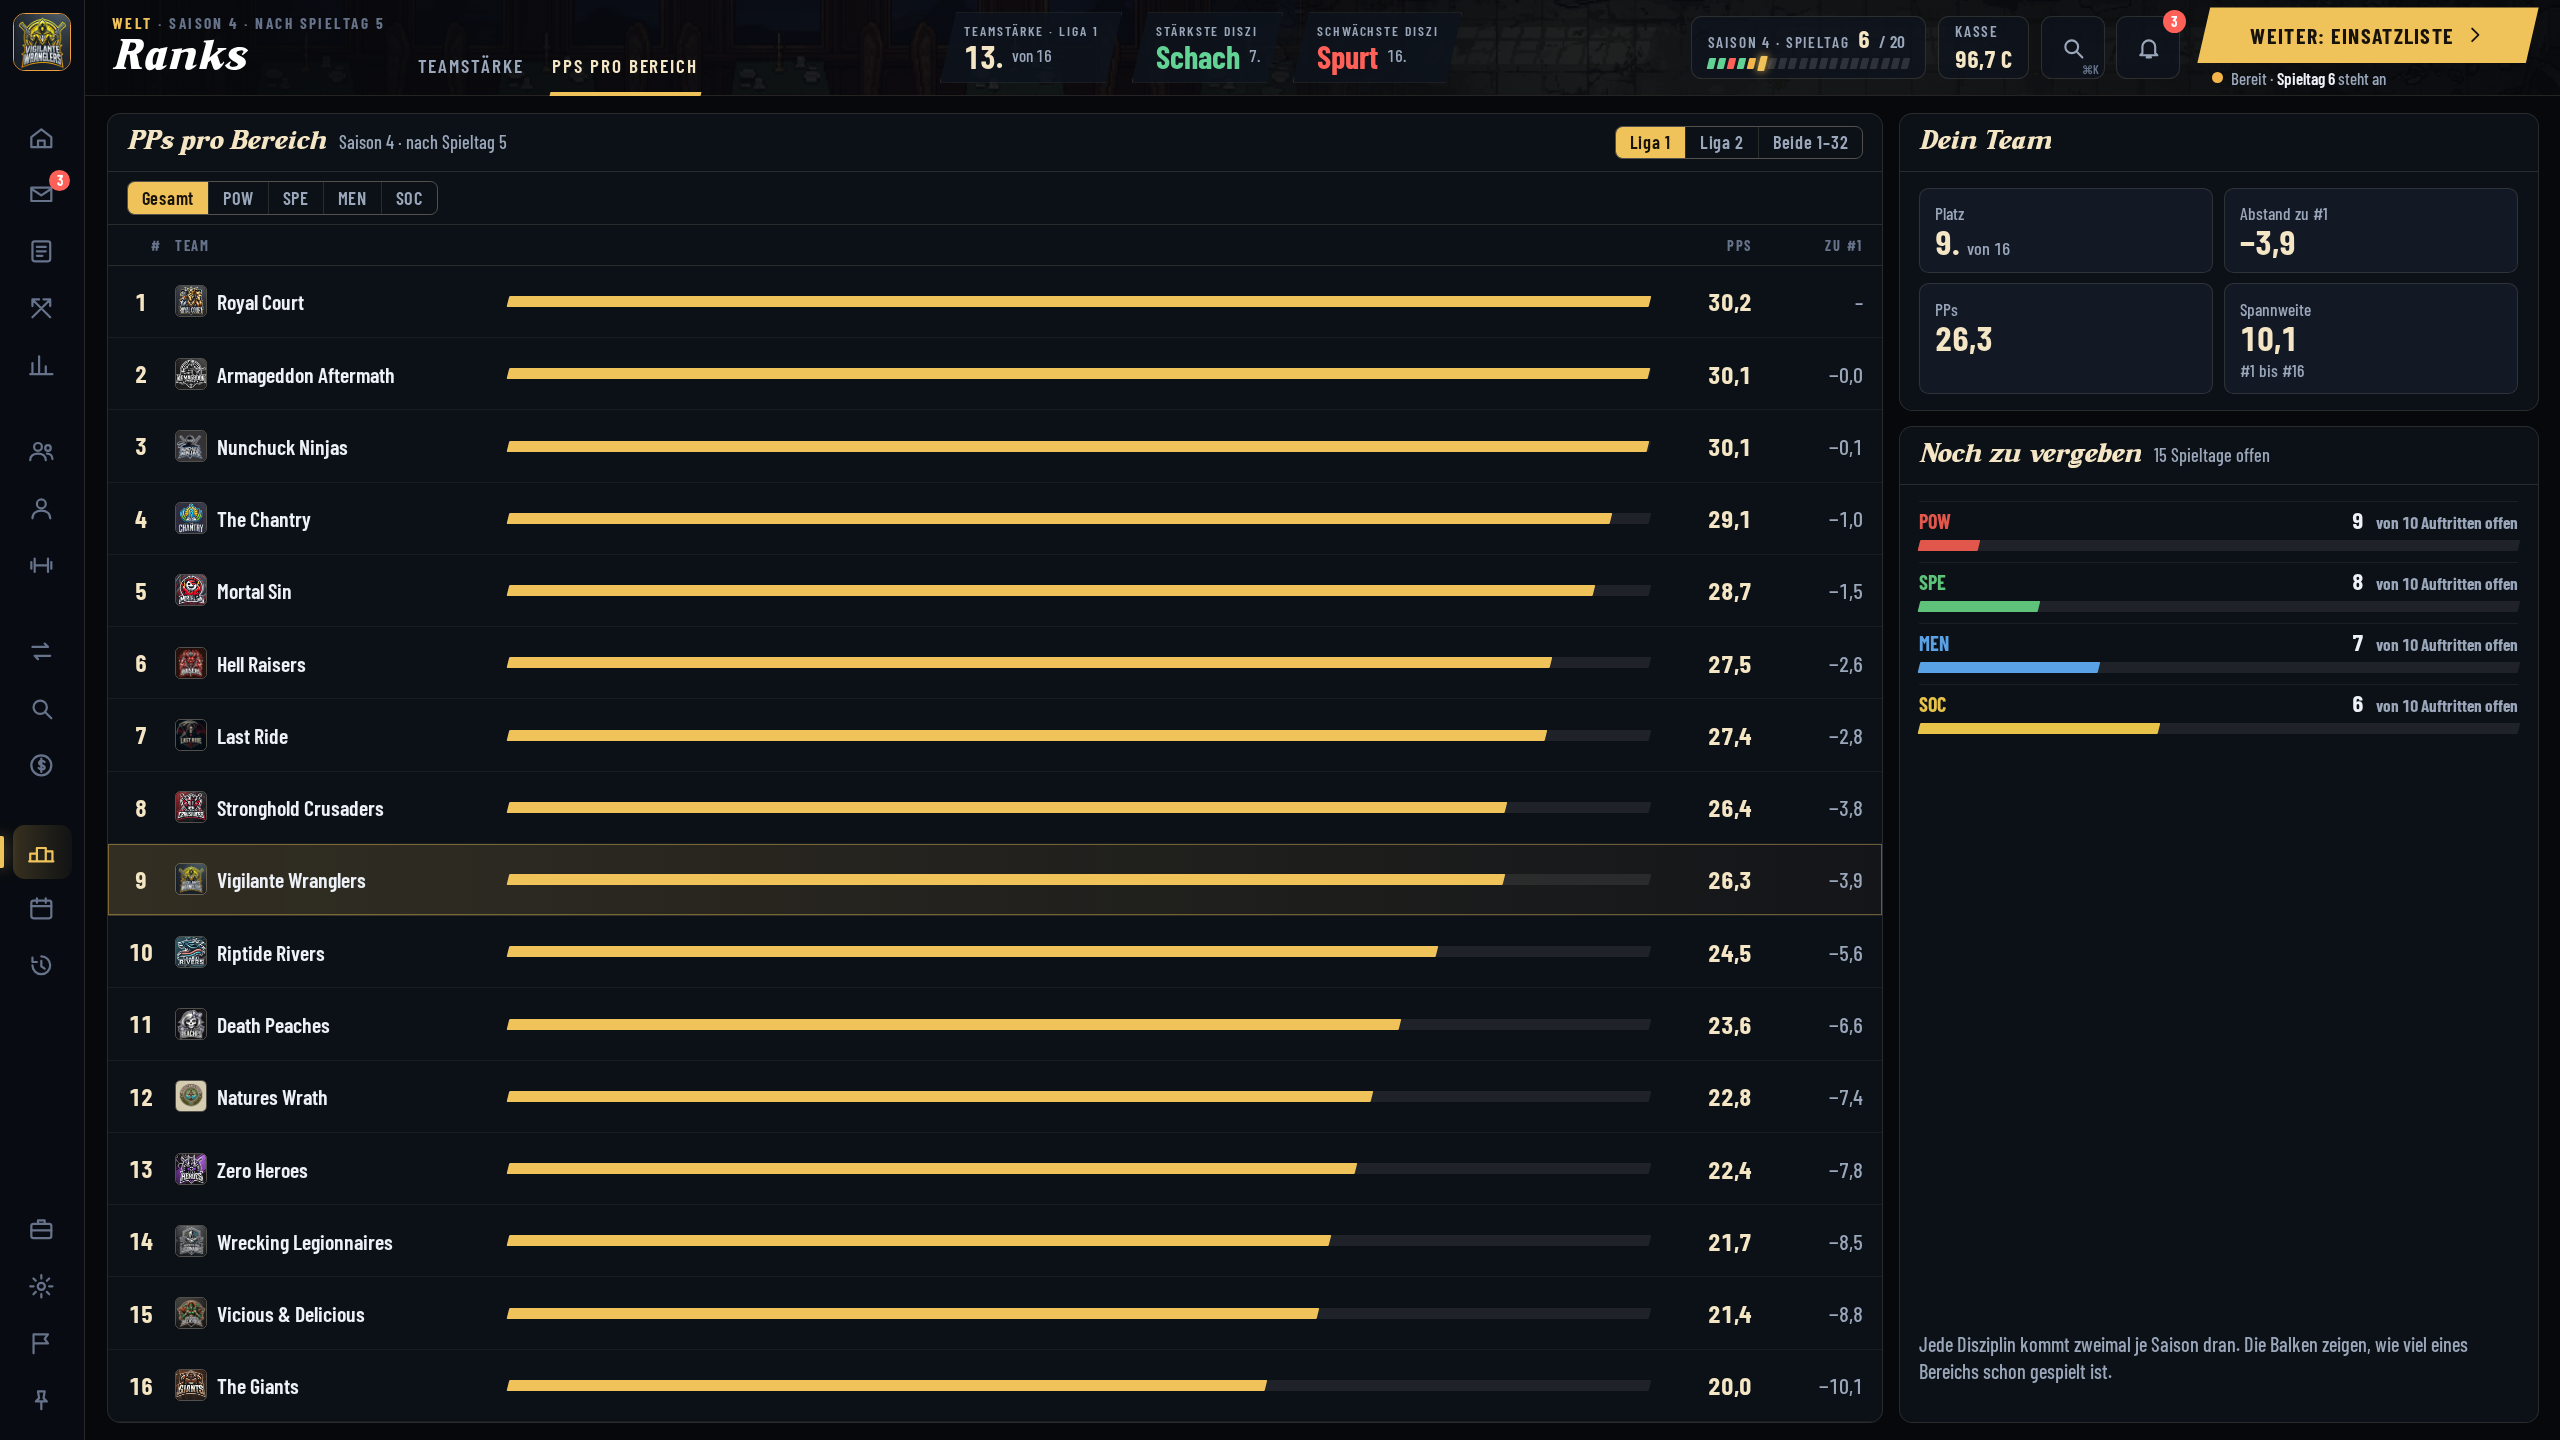 WELT · SAISON 4 · NACH SPIELTAG 5
Ranks
TEAMSTÄRKE
PPS PRO BEREICH
TEAMSTÄRKE · LIGA 1
13. von 16
STÄRKSTE DISZI
Schach 7.
SCHWÄCHSTE DISZI
Spurt 16.
SAISON 4 · SPIELTAG 6 / 20
KASSE
96,7 C
⌘K
3
WEITER: EINSATZLISTE
Bereit · Spieltag 6 steht an
3
PPs pro Bereich Saison 4 · nach Spieltag 5
Liga 1 Liga 2 Beide 1–32
Gesamt POW SPE MEN SOC
# TEAM PPS ZU #1
1 Royal Court 30,2 –
2 Armageddon Aftermath 30,1 −0,0
3 Nunchuck Ninjas 30,1 −0,1
4 The Chantry 29,1 −1,0
5 Mortal Sin 28,7 −1,5
6 Hell Raisers 27,5 −2,6
7 Last Ride 27,4 −2,8
8 Stronghold Crusaders 26,4 −3,8
9 Vigilante Wranglers 26,3 −3,9
10 Riptide Rivers 24,5 −5,6
11 Death Peaches 23,6 −6,6
12 Natures Wrath 22,8 −7,4
13 Zero Heroes 22,4 −7,8
14 Wrecking Legionnaires 21,7 −8,5
15 Vicious & Delicious 21,4 −8,8
16 The Giants 20,0 −10,1
Dein Team
Platz
9. von 16
Abstand zu #1
−3,9
PPs
26,3
Spannweite
10,1
#1 bis #16
Noch zu vergeben 15 Spieltage offen
POW 9 von 10 Auftritten offen
SPE 8 von 10 Auftritten offen
MEN 7 von 10 Auftritten offen
SOC 6 von 10 Auftritten offen
Jede Disziplin kommt zweimal je Saison dran. Die Balken zeigen, wie viel eines
Bereichs schon gespielt ist.